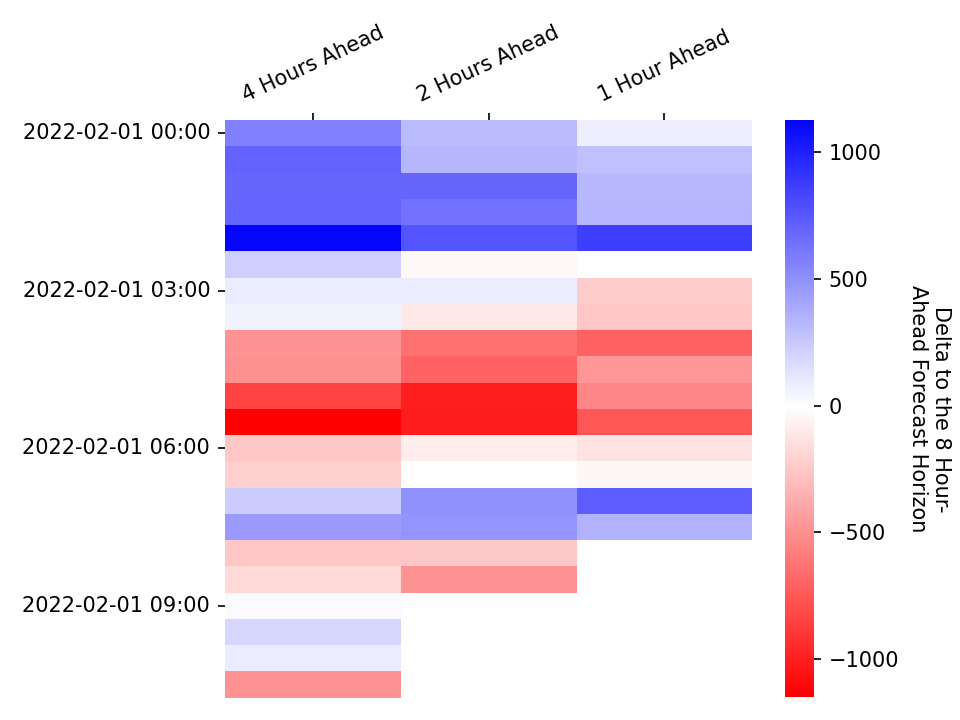 4 Hours Ahead
2 Hours Ahead
1 Hour Ahead
2022-02-01 00:00
2022-02-01 03:00
2022-02-01 06:00
2022-02-01 09:00
1000
500
0
−500
−1000
Delta to the 8 Hour-
Ahead Forecast Horizon